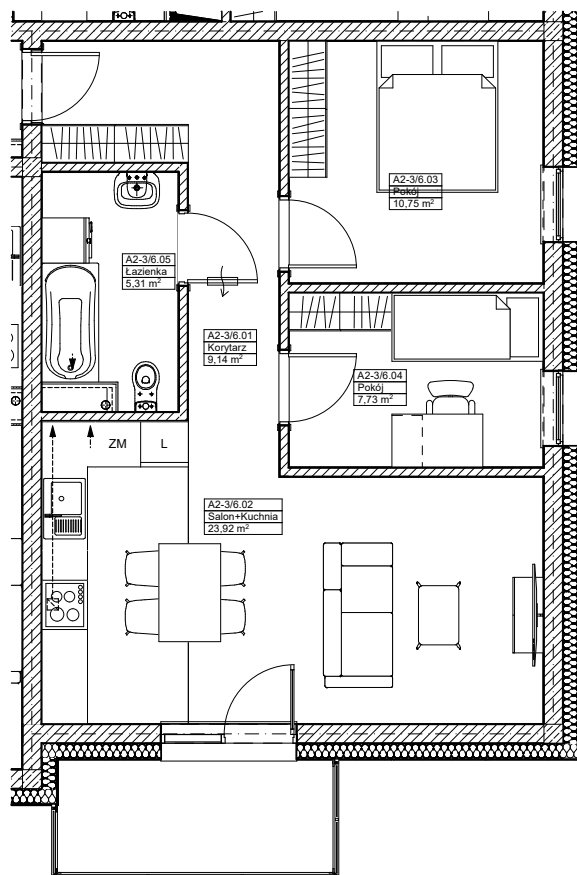 A2-3/6.03
Pokój
10,75 m²
A2-3/6.05
Łazienka
5,31 m²
A2-3/6.01
Korytarz
9,14 m²
A2-3/6.04
Pokój
7,73 m²
ZM
L
A2-3/6.02
Salon+Kuchnia
23,92 m²